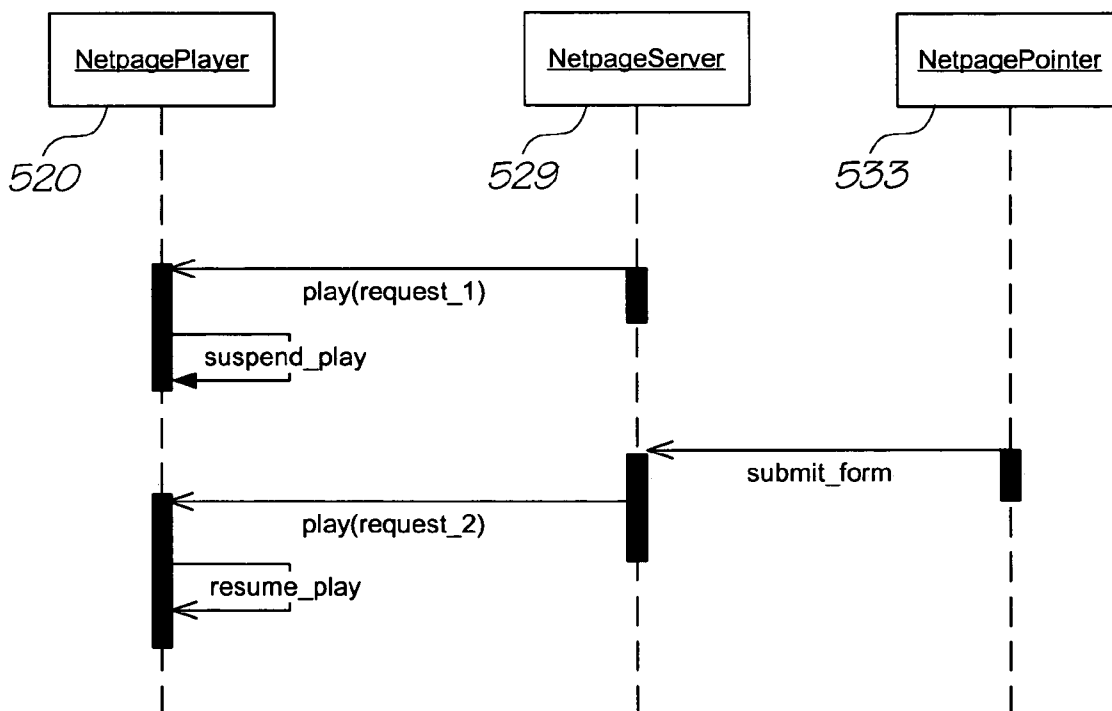 NetpagePlayer
NetpageServer
NetpagePointer
520
529
533
play(request_1)
suspend_play
submit_form
play(request_2)
resume_play